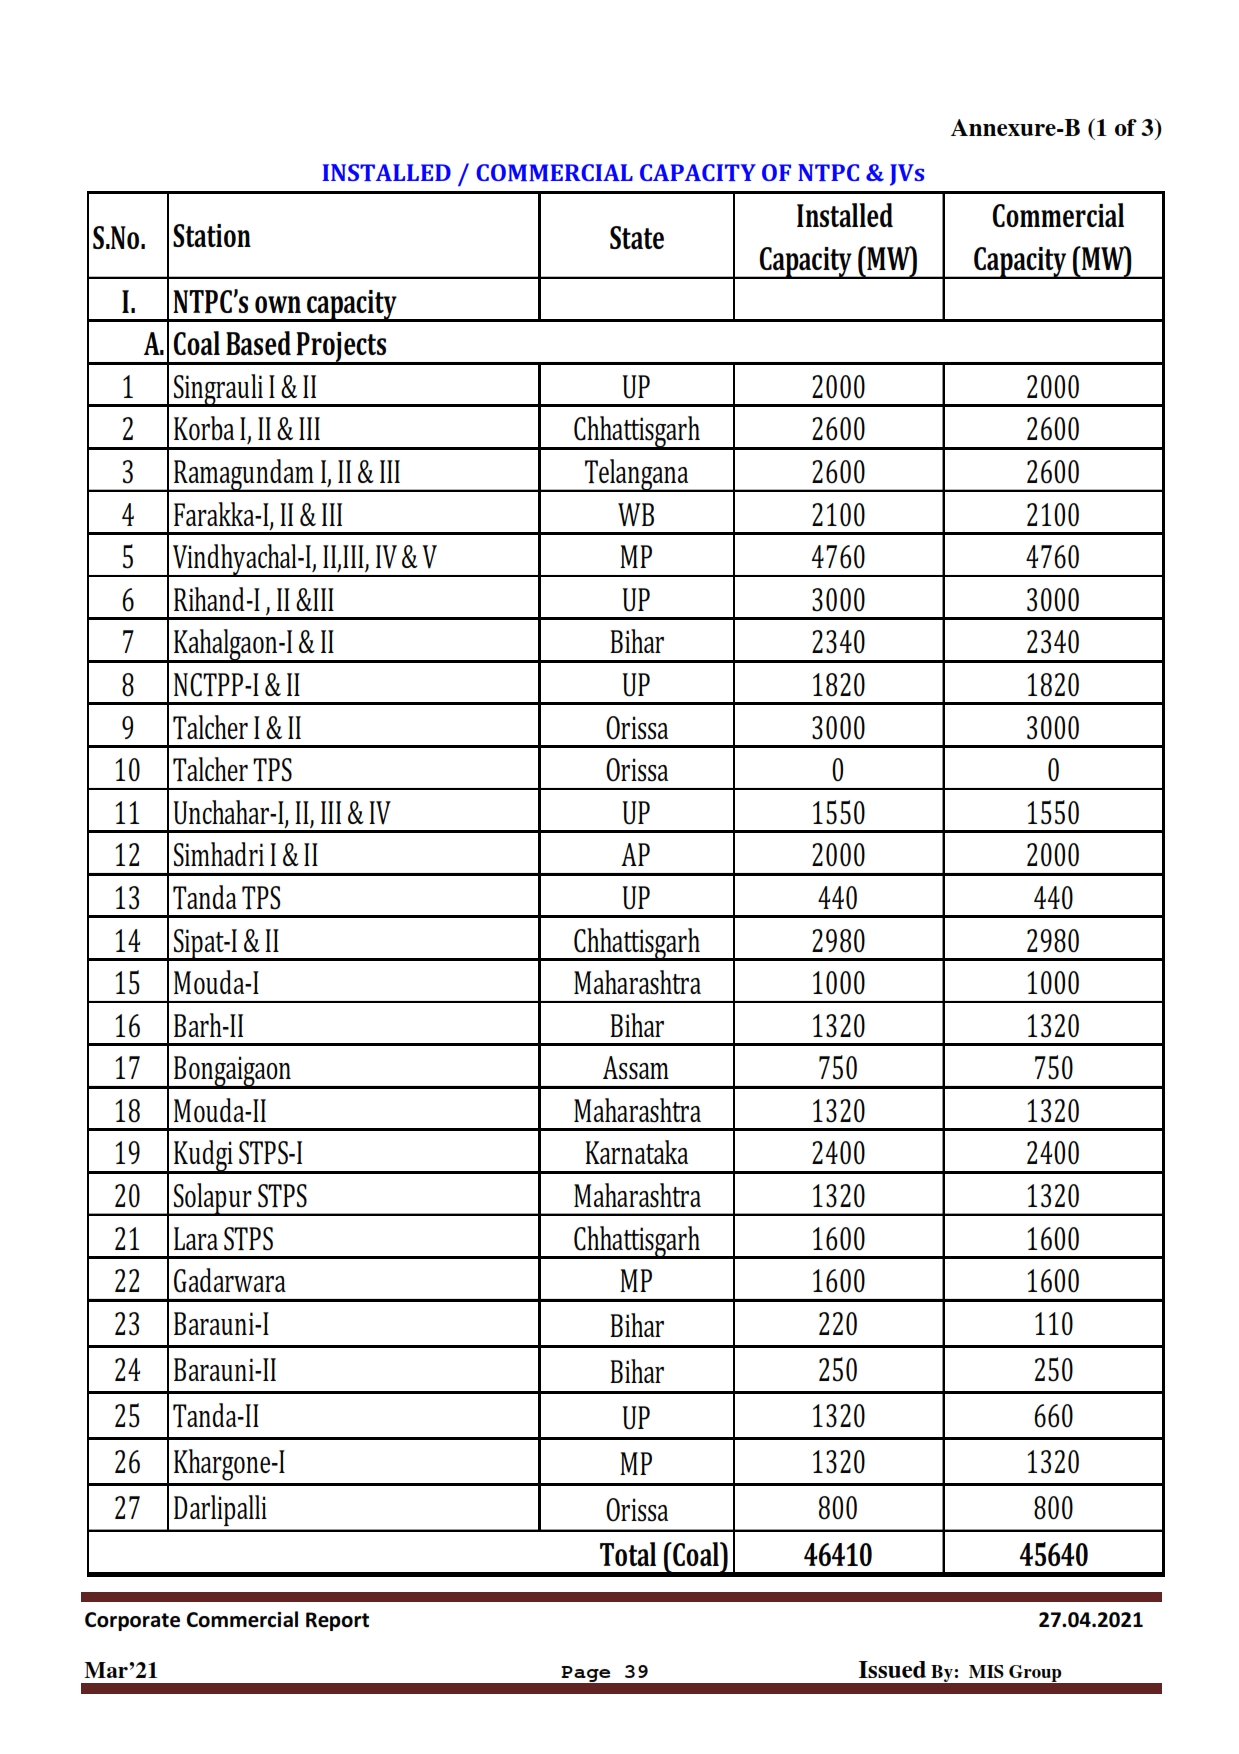 Annexure-B (1 of 3)
INSTALLED / COMMERCIAL CAPACITY OF NTPC & JVs
S.No. Station State Installed Capacity (MW) Commercial Capacity (MW)
I. NTPC’s own capacity
A. Coal Based Projects
1 Singrauli I & II UP 2000 2000
2 Korba I, II & III Chhattisgarh 2600 2600
3 Ramagundam I, II & III Telangana 2600 2600
4 Farakka-I, II & III WB 2100 2100
5 Vindhyachal-I, II,III, IV & V MP 4760 4760
6 Rihand-I , II &III UP 3000 3000
7 Kahalgaon-I & II Bihar 2340 2340
8 NCTPP-I & II UP 1820 1820
9 Talcher I & II Orissa 3000 3000
10 Talcher TPS Orissa 0 0
11 Unchahar-I, II, III & IV UP 1550 1550
12 Simhadri I & II AP 2000 2000
13 Tanda TPS UP 440 440
14 Sipat-I & II Chhattisgarh 2980 2980
15 Mouda-I Maharashtra 1000 1000
16 Barh-II Bihar 1320 1320
17 Bongaigaon Assam 750 750
18 Mouda-II Maharashtra 1320 1320
19 Kudgi STPS-I Karnataka 2400 2400
20 Solapur STPS Maharashtra 1320 1320
21 Lara STPS Chhattisgarh 1600 1600
22 Gadarwara MP 1600 1600
23 Barauni-I Bihar 220 110
24 Barauni-II Bihar 250 250
25 Tanda-II UP 1320 660
26 Khargone-I MP 1320 1320
27 Darlipalli Orissa 800 800
Total (Coal) 46410 45640
Corporate Commercial Report 27.04.2021
Mar’21 Page 39 Issued By: MIS Group